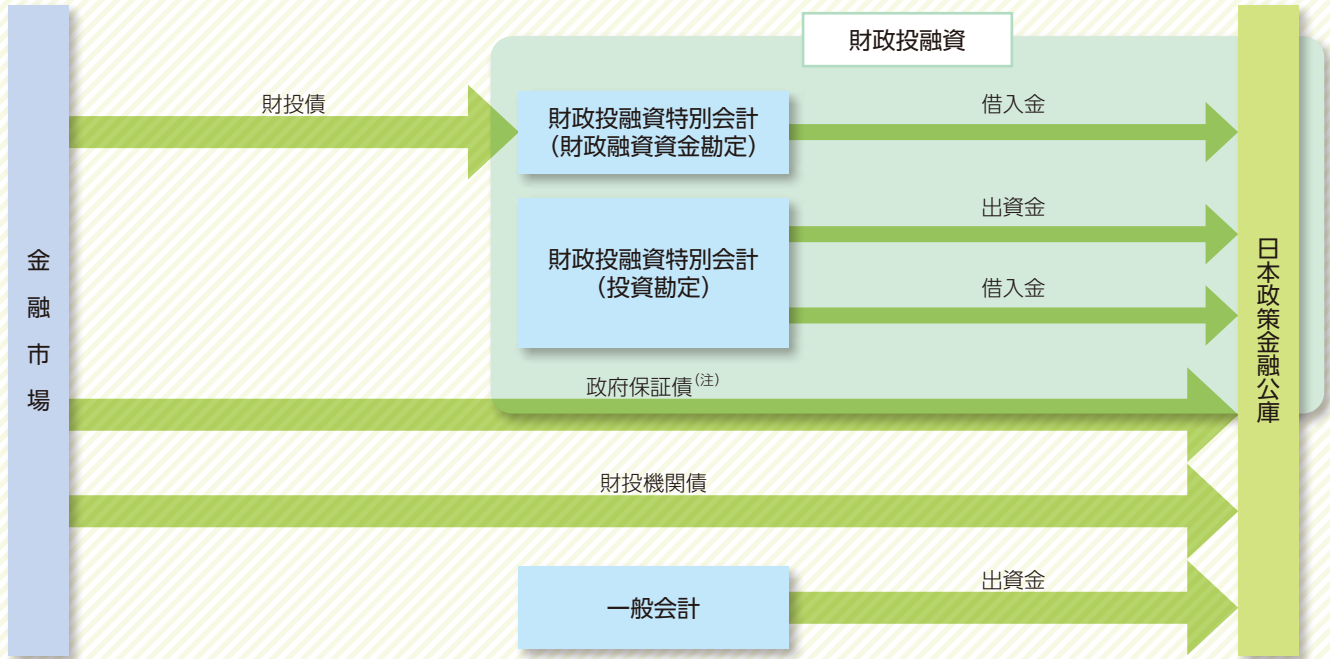 財政投融資
財投債
財政投融資特別会計
（財政融資資金勘定）
借入金
出資金
財政投融資特別会計
（投資勘定）
借入金
金融市場
日本政策金融公庫
政府保証債(注)
財投機関債
一般会計
出資金